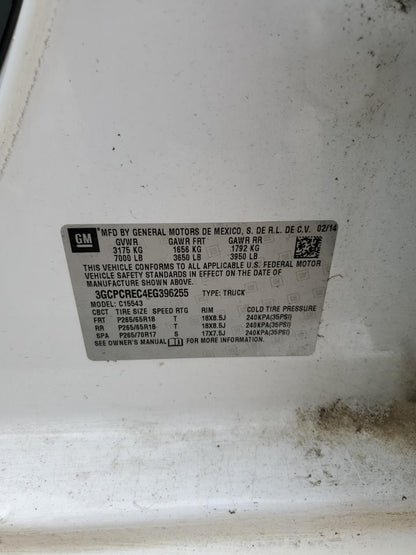 GM MFD BY GENERAL MOTORS DE MEXICO, S. DE R.L. DE C.V. 02/14
GVWR GAWR FRT GAWR RR
3175 KG 1656 KG 1792 KG
7000 LB 3650 LB 3950 LB
THIS VEHICLE CONFORMS TO ALL APPLICABLE U.S. FEDERAL MOTOR
VEHICLE SAFETY STANDARDS IN EFFECT ON THE DATE OF
MANUFACTURE SHOWN ABOVE.
3GCPCREC4EG396255 TYPE: TRUCK
MODEL: C15543
CBCT TIRE SIZE SPEED RTG RIM COLD TIRE PRESSURE
FRT P265/65R18 T 18X8.5J 240KPA(35PSI)
RR P265/65R18 T 18X8.5J 240KPA(35PSI)
SPA P265/70R17 S 17X7.5J 240KPA(35PSI)
SEE OWNER'S MANUAL FOR MORE INFORMATION.